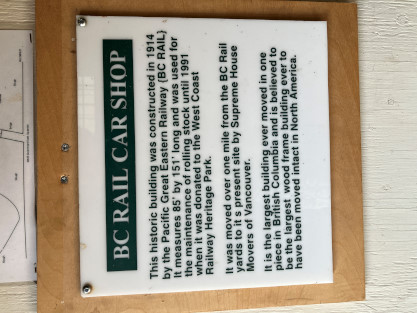 BC RAIL CAR SHOP
This historic building was constructed in 1914
by the Pacific Great Eastern Railway (BC RAIL)
It measures 85' by 151' long and was used for
the maintenance of rolling stock until 1991
when it was donated to the West Coast
Railway Heritage Park.
It was moved over one mile from the BC Rail
yards to it s present site by Supreme House
Movers of Vancouver.
It is the largest building ever moved in one
piece in British Columbia and is believed to
be the largest wood frame building ever to
have been moved intact in North America.